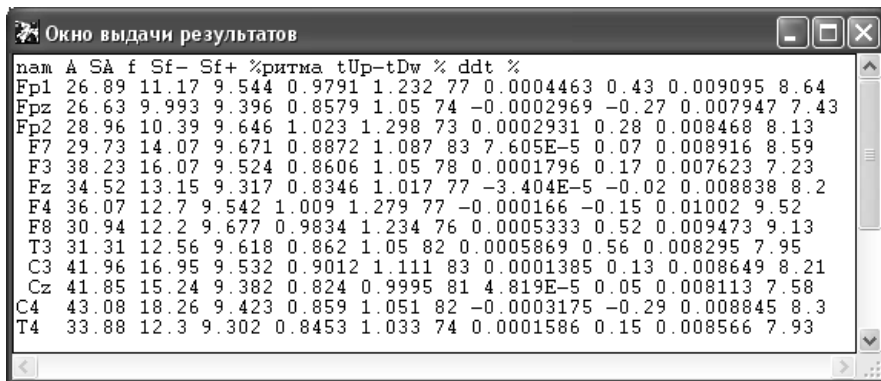 Окно выдачи результатов
nam A SA f Sf- Sf+ %ритма tUp-tDw % ddt %
Fp1 26.89 11.17 9.544 0.9791 1.232 77 0.0004463 0.43 0.009095 8.64
Fpz 26.63 9.993 9.396 0.8579 1.05 74 -0.0002969 -0.27 0.007947 7.43
Fp2 28.96 10.39 9.646 1.023 1.298 73 0.0002931 0.28 0.008468 8.13
F7 29.73 14.07 9.671 0.8872 1.087 83 7.605E-5 0.07 0.008916 8.59
F3 38.23 16.07 9.524 0.8606 1.05 78 0.0001796 0.17 0.007623 7.23
Fz 34.52 13.15 9.317 0.8346 1.017 77 -3.404E-5 -0.02 0.008838 8.2
F4 36.07 12.7 9.542 1.009 1.279 77 -0.000166 -0.15 0.01002 9.52
F8 30.94 12.2 9.677 0.9834 1.234 76 0.0005333 0.52 0.009473 9.13
T3 31.31 12.56 9.618 0.862 1.05 82 0.0005869 0.56 0.008295 7.95
C3 41.96 16.95 9.532 0.9012 1.111 83 0.0001385 0.13 0.008649 8.21
Cz 41.85 15.24 9.382 0.824 0.9995 81 4.819E-5 0.05 0.008113 7.58
C4 43.08 18.26 9.423 0.859 1.051 82 -0.0003175 -0.29 0.008845 8.3
T4 33.88 12.3 9.302 0.8453 1.033 74 0.0001586 0.15 0.008566 7.93